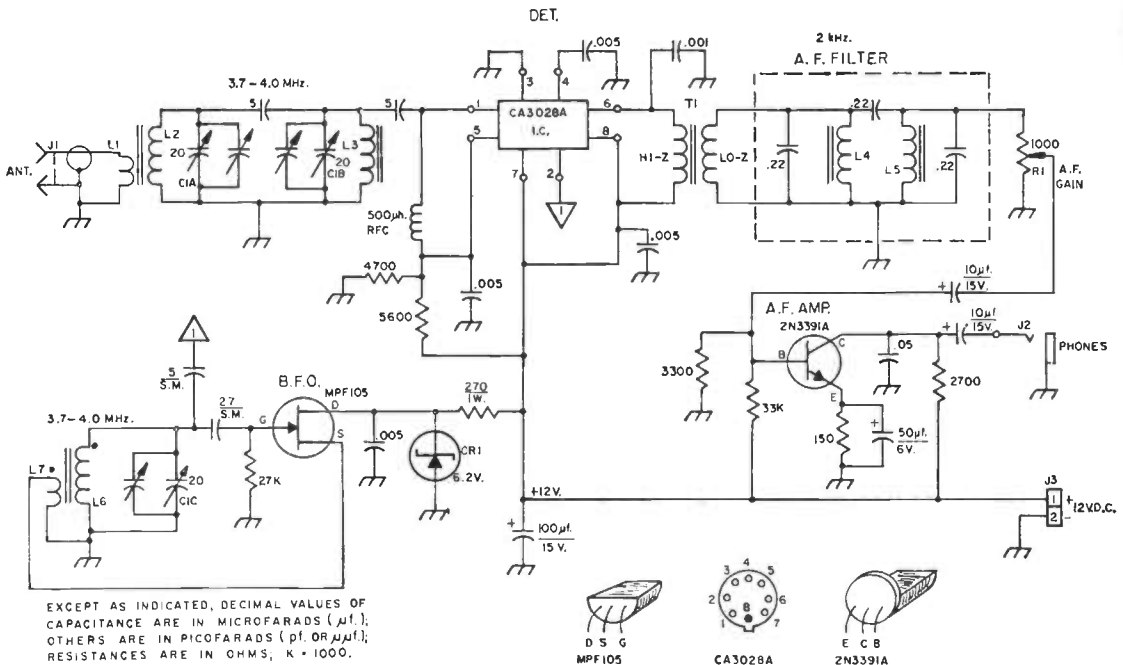 DET.
.005
.001
2 kHz.
A.F. FILTER
3
4
3.7-4.0 MHz.
5
5
1
CA3028A
I.C.
6
T1
.22
L2
5
8
J1
L1
20
L3
20
HI-Z
LO-Z
L4
1000
ANT.
C1A
C1B
7
2
.22
L5
.22
R1
A.F.
GAIN
1
500µh.
RFC
.005
4700
.005
10µf.
15V.
+
5600
A.F. AMP.
2N3391A
10µf
15V.
+
J2
1
B
C
.05
PHONES
5
S.M.
B.F.O.
MPF105
3300
E
2700
27
S.M.
D
270
1W.
33K
3.7-4.0 MHz.
G
S
150
+
50µf.
6V.
.005
CR1
L7
20
27K
6.2V.
L6
C1C
J3
+12V.
1
+
12V.D.C.
2
-
+
100µf.
15V.
EXCEPT AS INDICATED, DECIMAL VALUES OF
CAPACITANCE ARE IN MICROFARADS (µf.);
OTHERS ARE IN PICOFARADS (pf. OR µµf.);
RESISTANCES ARE IN OHMS; K = 1000.
D S G
MPF105
1
2
3
4
5
6
7
8
CA3028A
E C B
2N3391A